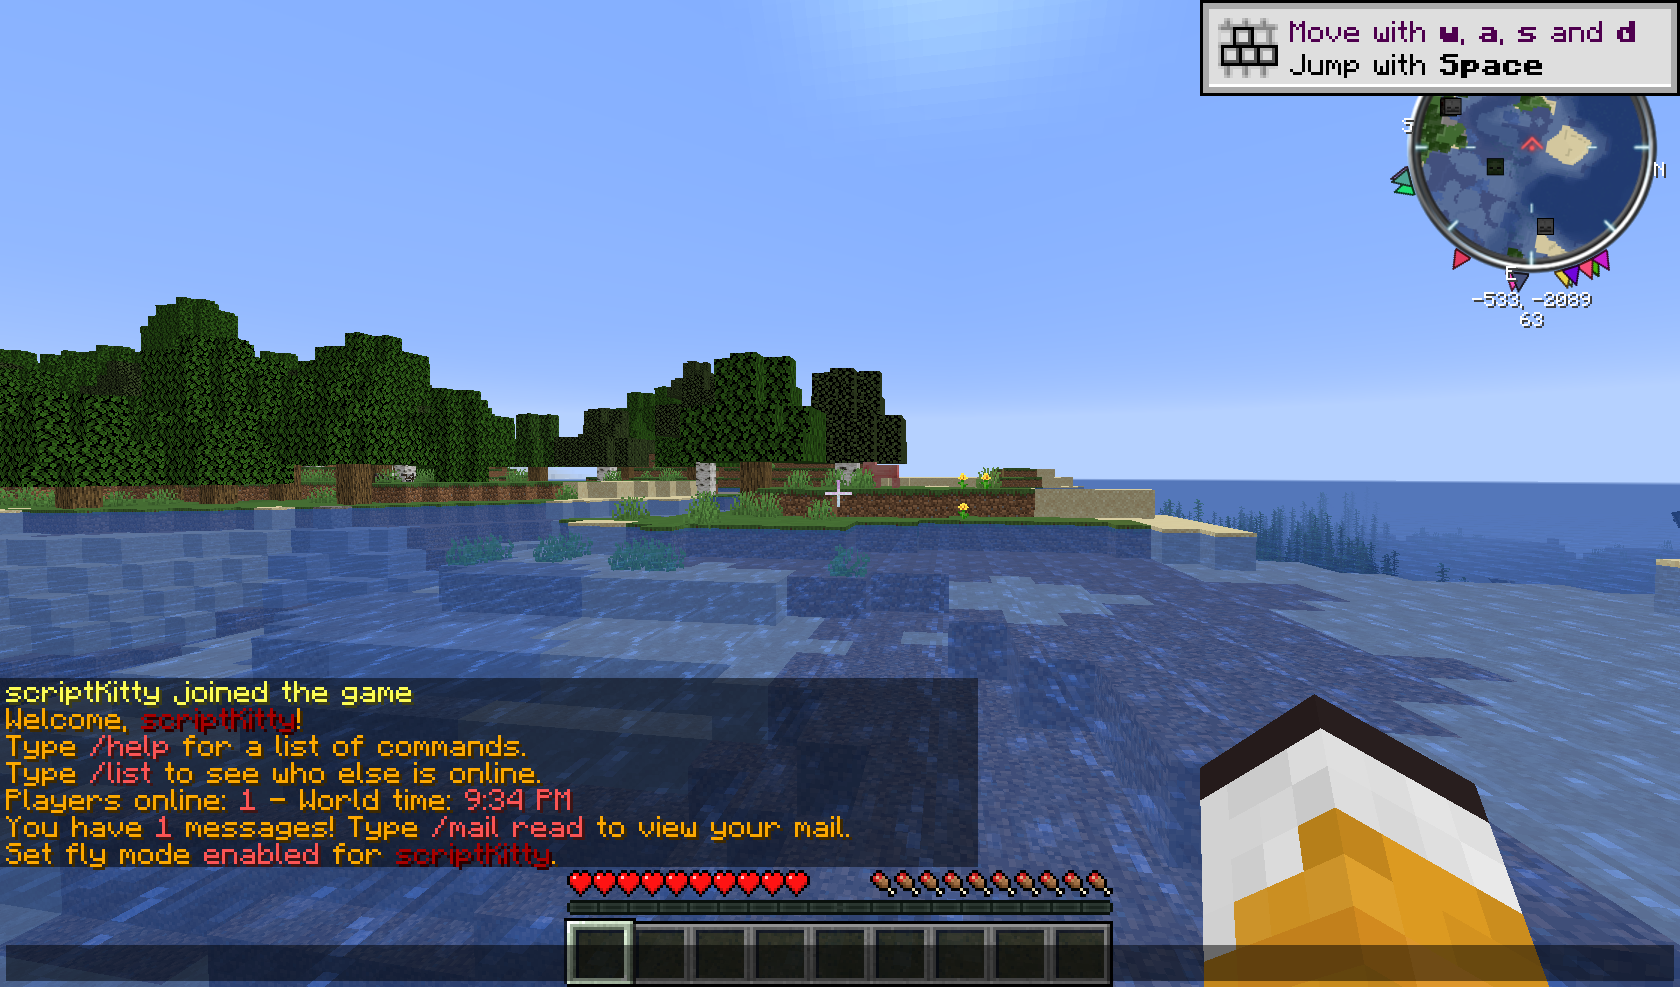 Move with w, a, s and d
Jump with Space
S
N
E
-533, -2089
63
scriptKitty joined the game
Welcome, scriptKitty!
Type /help for a list of commands.
Type /list to see who else is online.
Players online: 1 - World time: 9:34 PM
You have 1 messages! Type /mail read to view your mail.
Set fly mode enabled for scriptKitty.